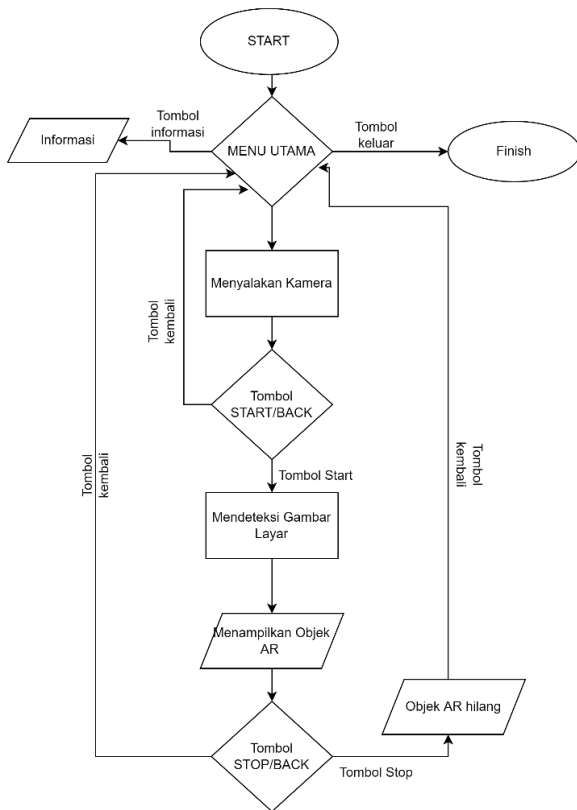 START
Tombol
informasi
Tombol
keluar
Informasi
MENU UTAMA
Finish
Menyalakan Kamera
Tombol
kembali
Tombol
START/BACK
Tombol Start
Tombol
kembali
Tombol
kembali
Mendeteksi Gambar
Layar
Menampilkan Objek
AR
Objek AR hilang
Tombol
STOP/BACK
Tombol Stop